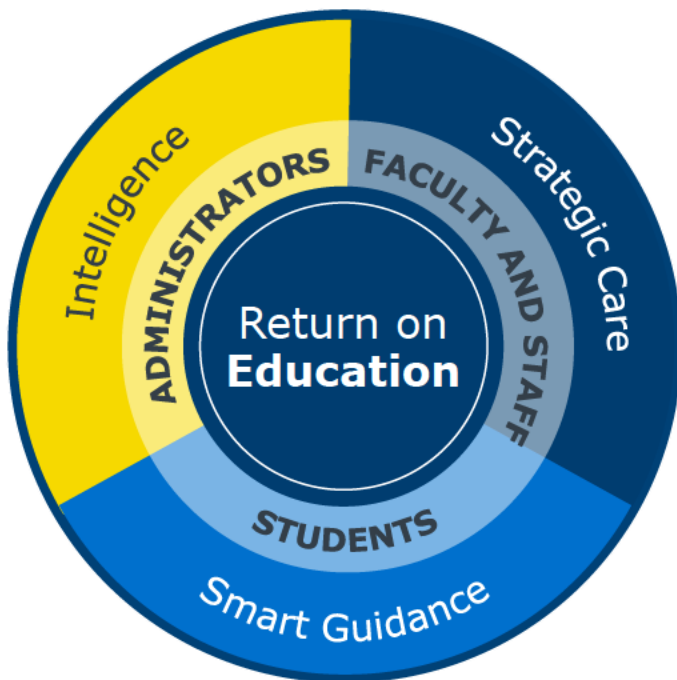 Intelligence
Strategic Care
ADMINISTRATORS
FACULTY AND STAFF
Return on
Education
STUDENTS
Smart Guidance